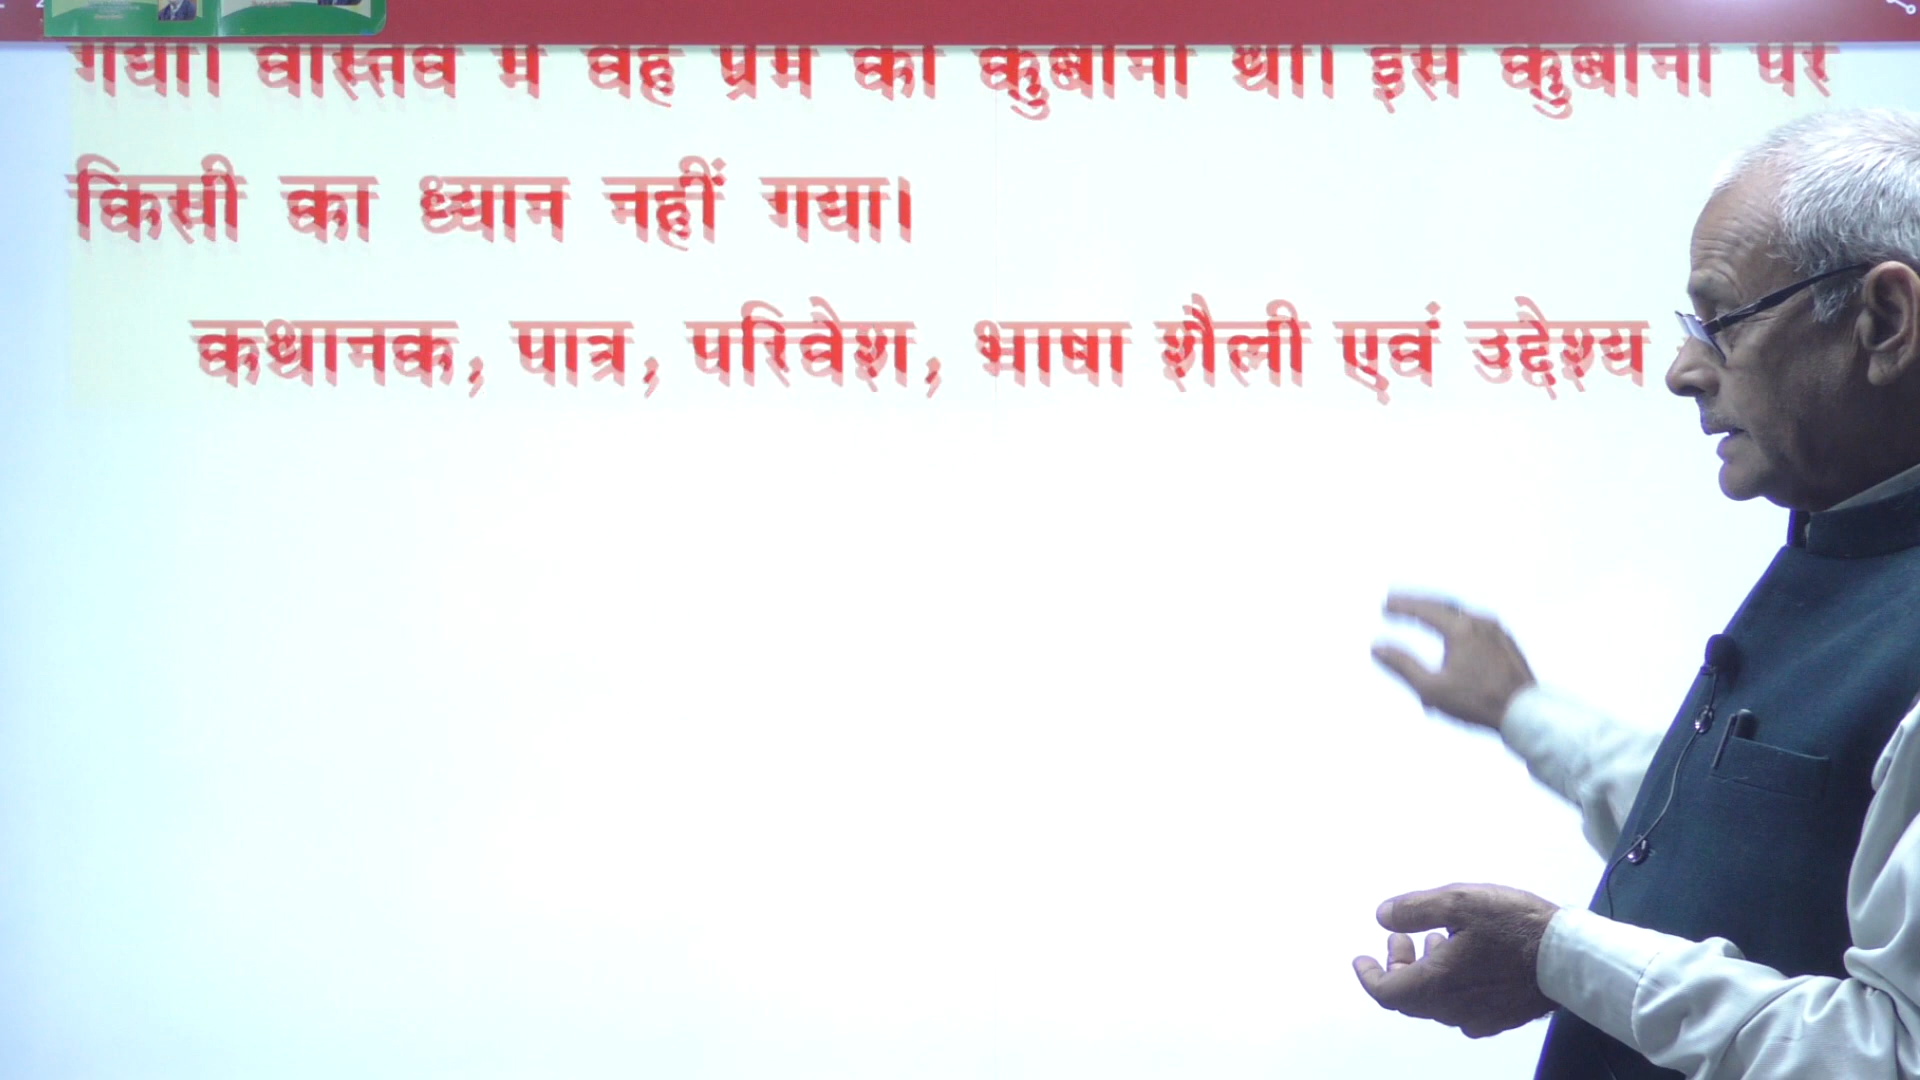 गया। वास्तव में वह प्रेम की कुर्बानी थी। इस कुर्बानी पर
किसी का ध्यान नहीं गया।
कथानक, पात्र, परिवेश, भाषा शैली एवं उद्देश्य